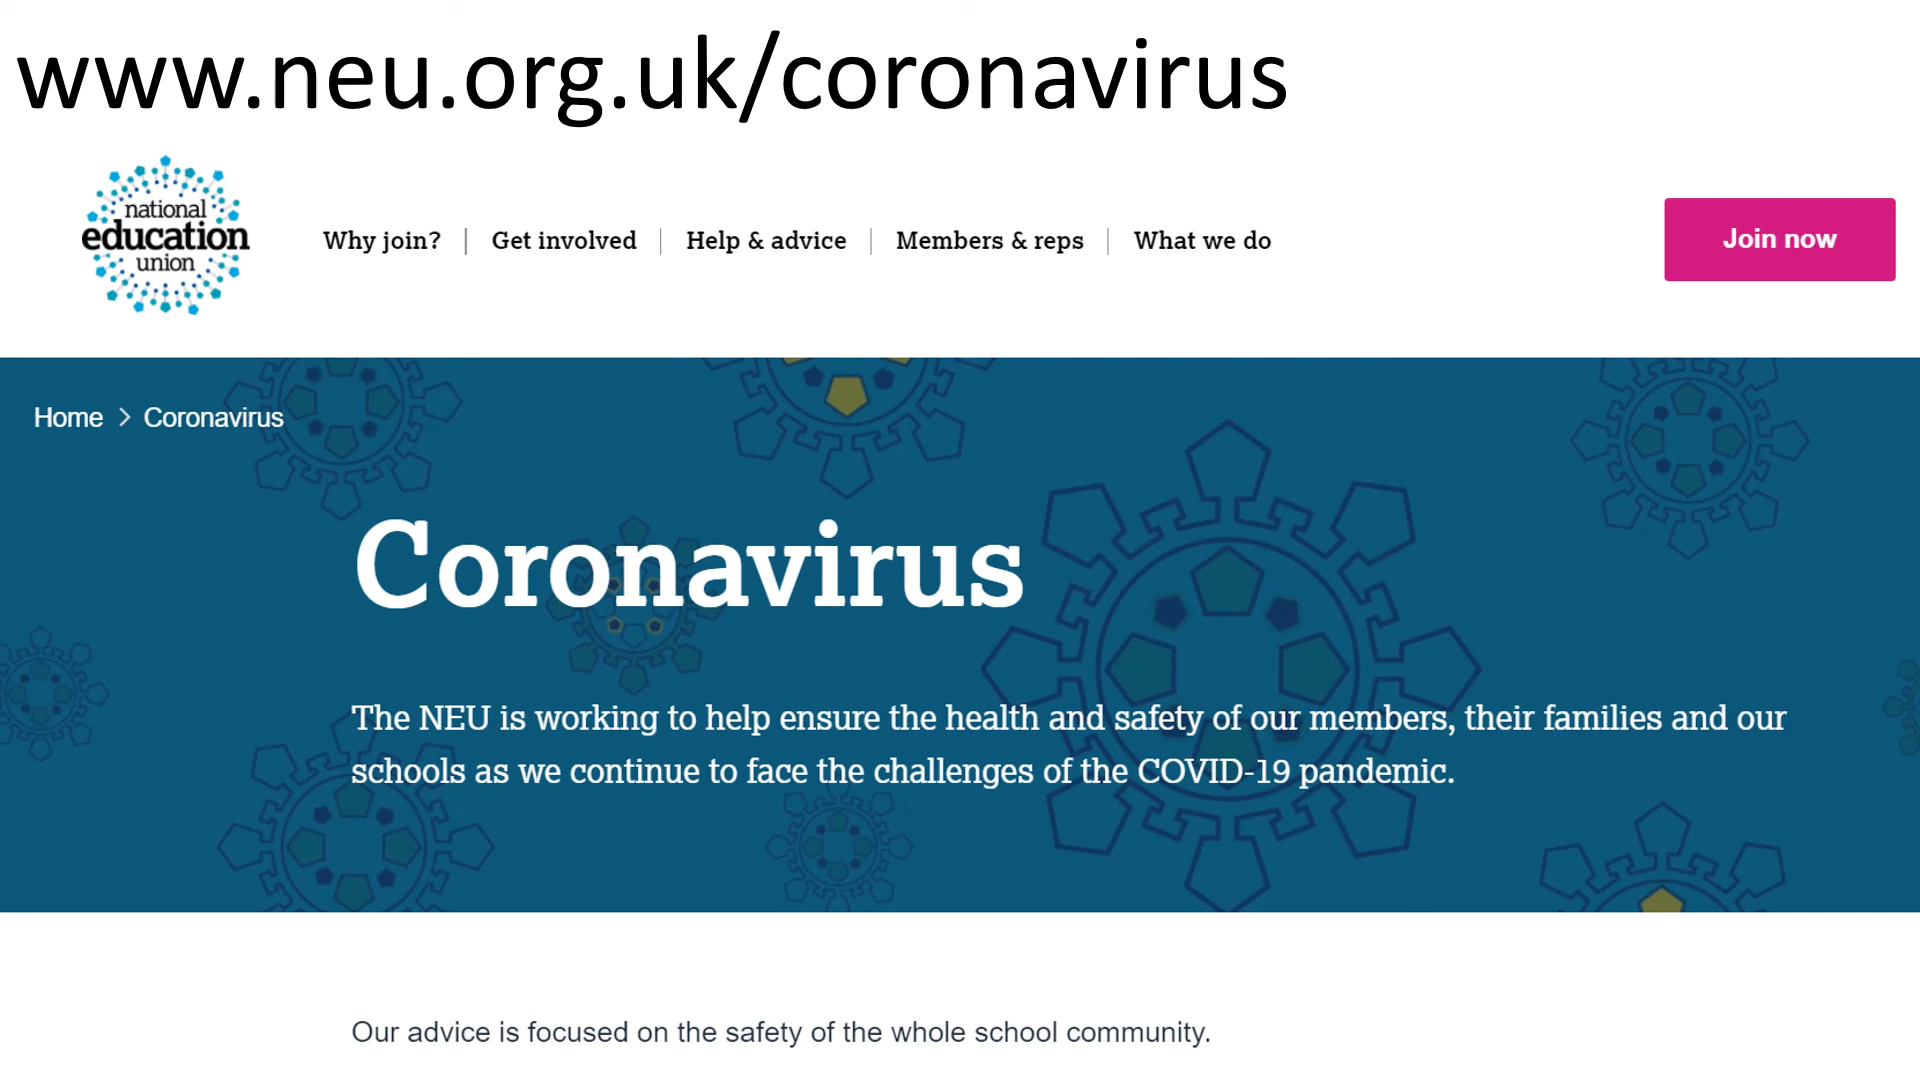 www.neu.org.uk/coronavirus
national
education
union
Why join?
Get involved
Help & advice
Members & reps
What we do
Join now
Home > Coronavirus
Coronavirus
The NEU is working to help ensure the health and safety of our members, their families and our
schools as we continue to face the challenges of the COVID-19 pandemic.
Our advice is focused on the safety of the whole school community.